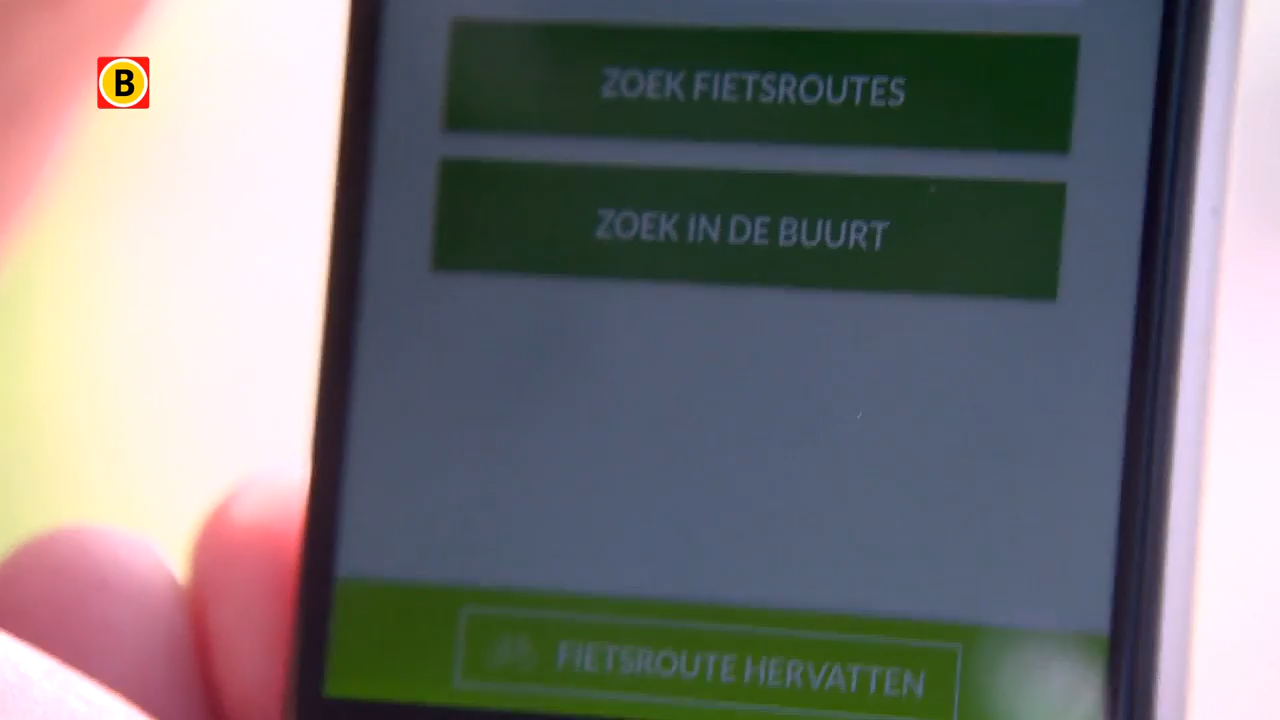 B
ZOEK FIETSROUTES
ZOEK IN DE BUURT
FIETSROUTE HERVATTEN